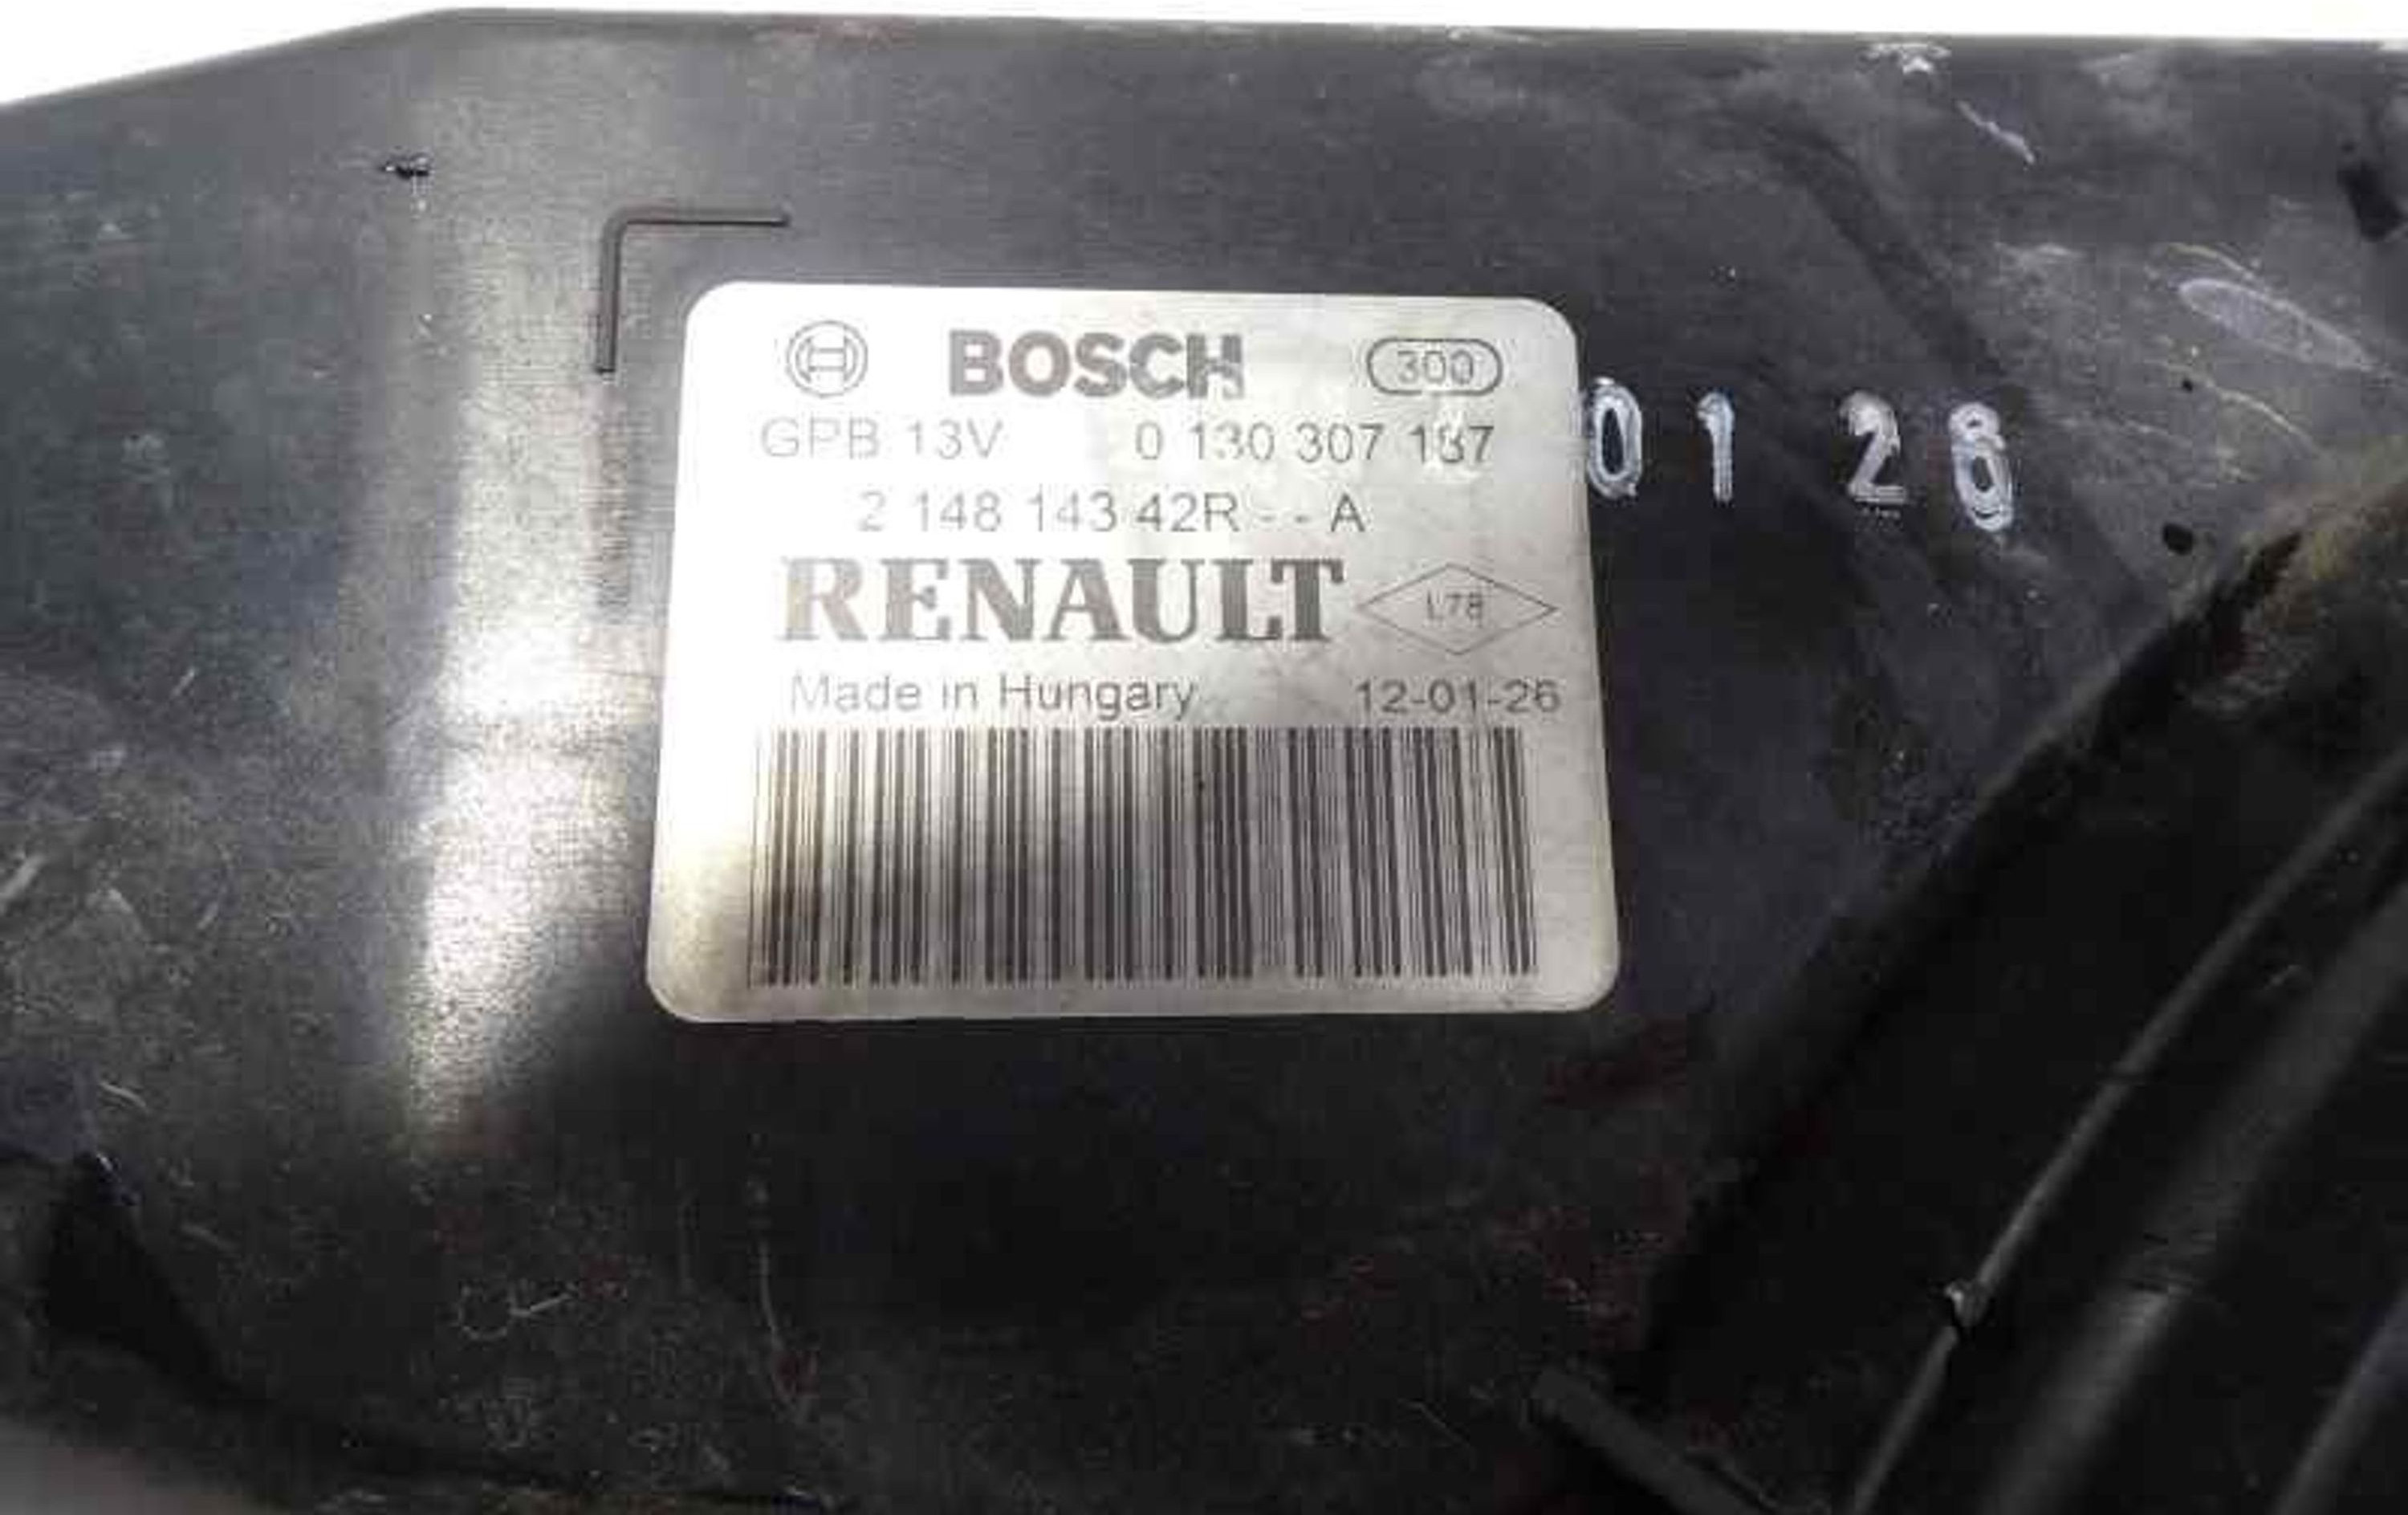 BOSCH 300
GPB 13V 0 130 307 187
0 1 2 6
2 148 143 42R - - A
RENAULT L78
Made in Hungary 12-01-26